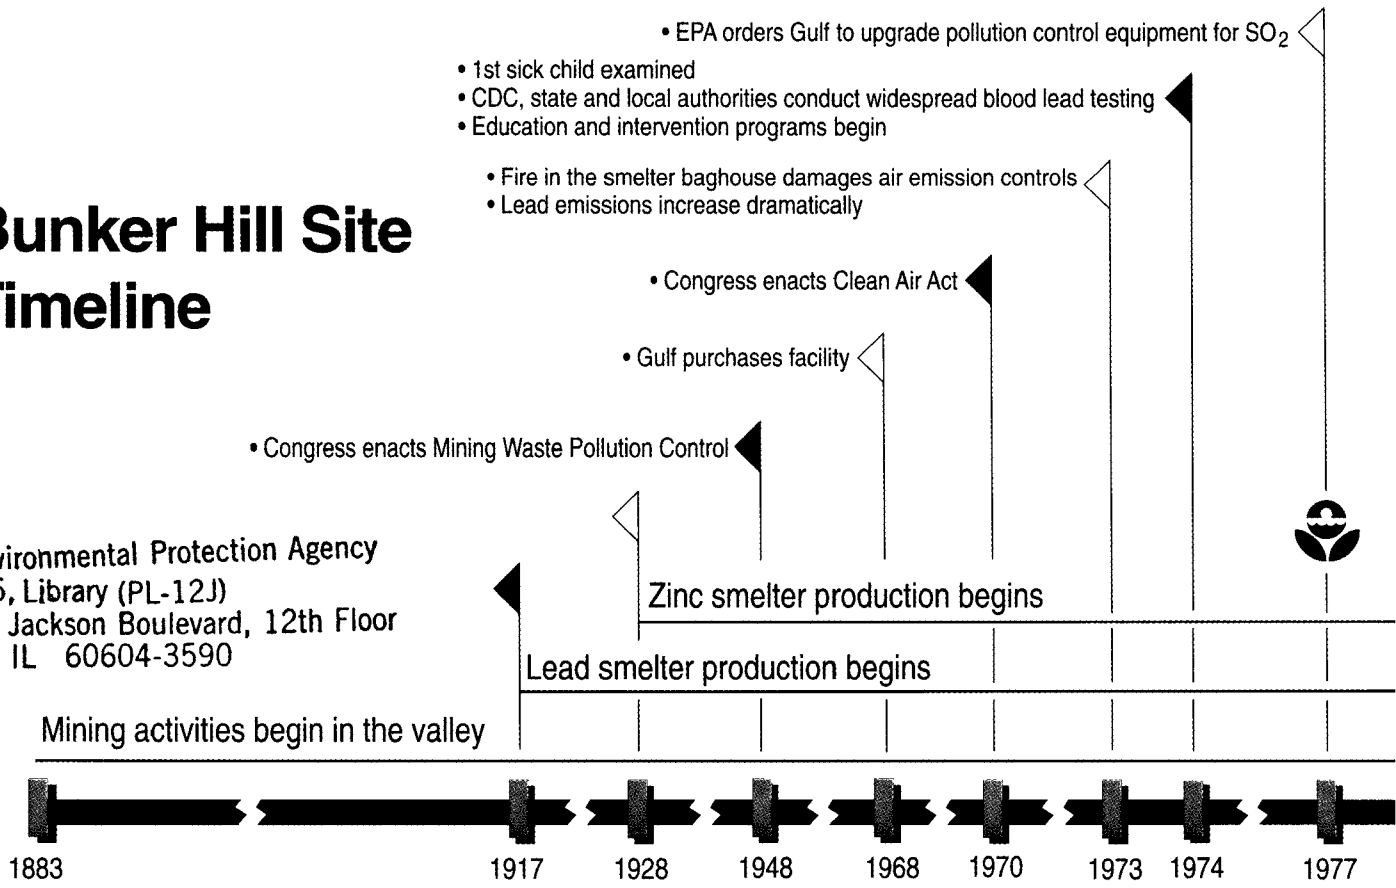 • EPA orders Gulf to upgrade pollution control equipment for SO2
• 1st sick child examined
• CDC, state and local authorities conduct widespread blood lead testing
• Education and intervention programs begin
• Fire in the smelter baghouse damages air emission controls
• Lead emissions increase dramatically
Bunker Hill Site
Timeline
• Congress enacts Clean Air Act
• Gulf purchases facility
• Congress enacts Mining Waste Pollution Control
vironmental Protection Agency
5, Library (PL-12J)
Jackson Boulevard, 12th Floor
IL 60604-3590
Zinc smelter production begins
Lead smelter production begins
Mining activities begin in the valley
1883 1917 1928 1948 1968 1970 1973 1974 1977